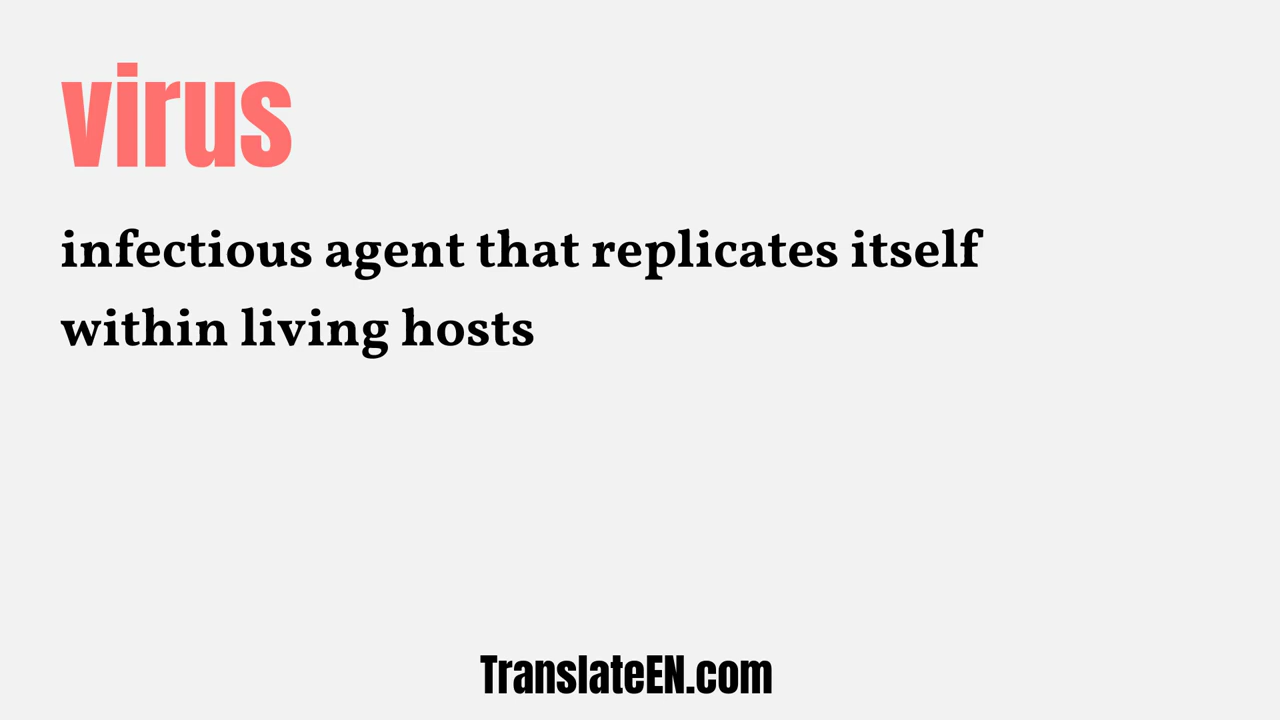 virus
infectious agent that replicates itself
within living hosts
TranslateEN.com